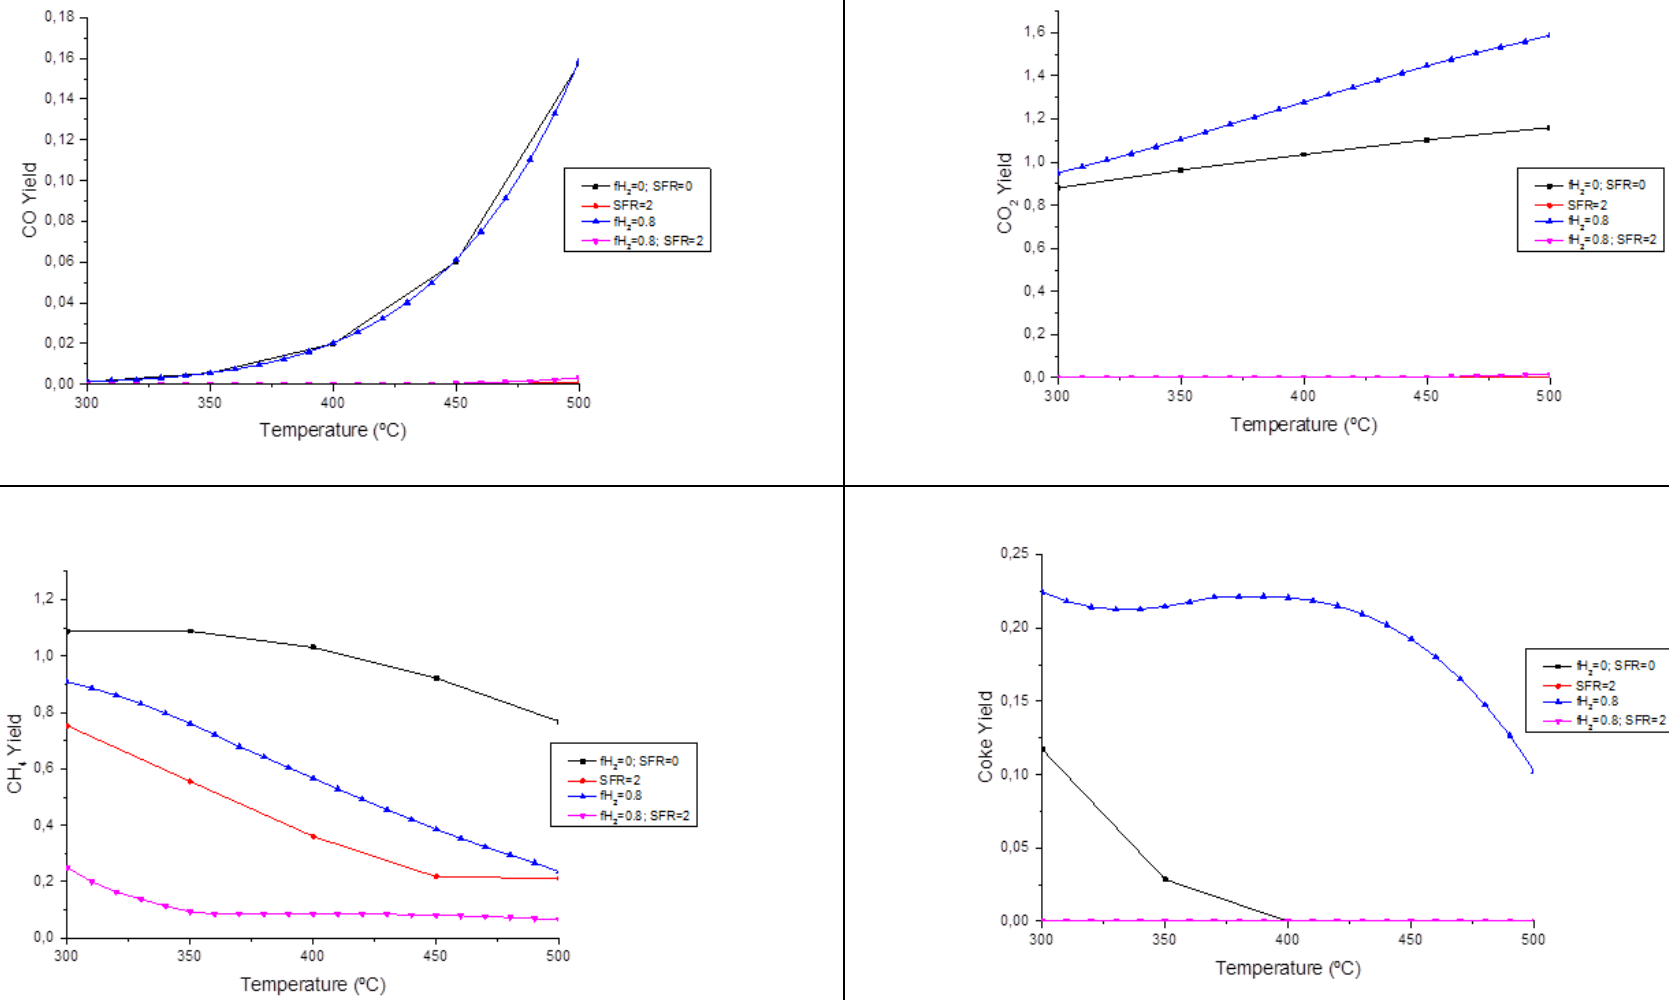 0,18
0,16
0,14
0,12
0,10
0,08
0,06
0,04
0,02
0,00
CO Yield
300 350 400 450 500
Temperature (ºC)
fH₂=0; SFR=0
SFR=2
fH₂=0.8
fH₂=0.8; SFR=2
1,6
1,4
1,2
1,0
0,8
0,6
0,4
0,2
0,0
CO₂ Yield
300 350 400 450 500
Temperature (ºC)
fH₂=0; SFR=0
SFR=2
fH₂=0.8
fH₂=0.8; SFR=2
1,2
1,0
0,8
0,6
0,4
0,2
0,0
CH₄ Yield
300 350 400 450 500
Temperature (ºC)
fH₂=0; SFR=0
SFR=2
fH₂=0.8
fH₂=0.8; SFR=2
0,25
0,20
0,15
0,10
0,05
0,00
Coke Yield
300 350 400 450 500
Temperature (ºC)
fH₂=0; SFR=0
SFR=2
fH₂=0.8
fH₂=0.8; SFR=2